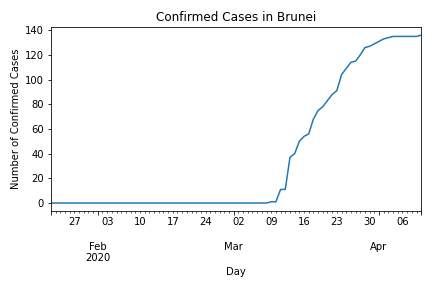 Confirmed Cases in Brunei
Number of Confirmed Cases
140
120
100
80
60
40
20
0
27 03 10 17 24 02 09 16 23 30 06
Feb Mar Apr
2020
Day